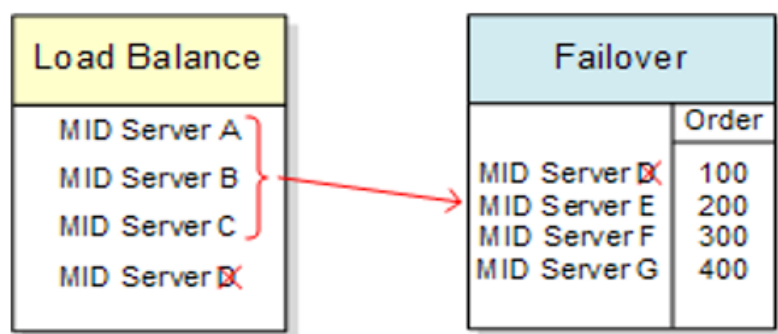 Load Balance
MID Server A
MID Server B
MID Server C
MID Server D
Failover
Order
MID Server D 100
MID Server E 200
MID Server F 300
MID Server G 400